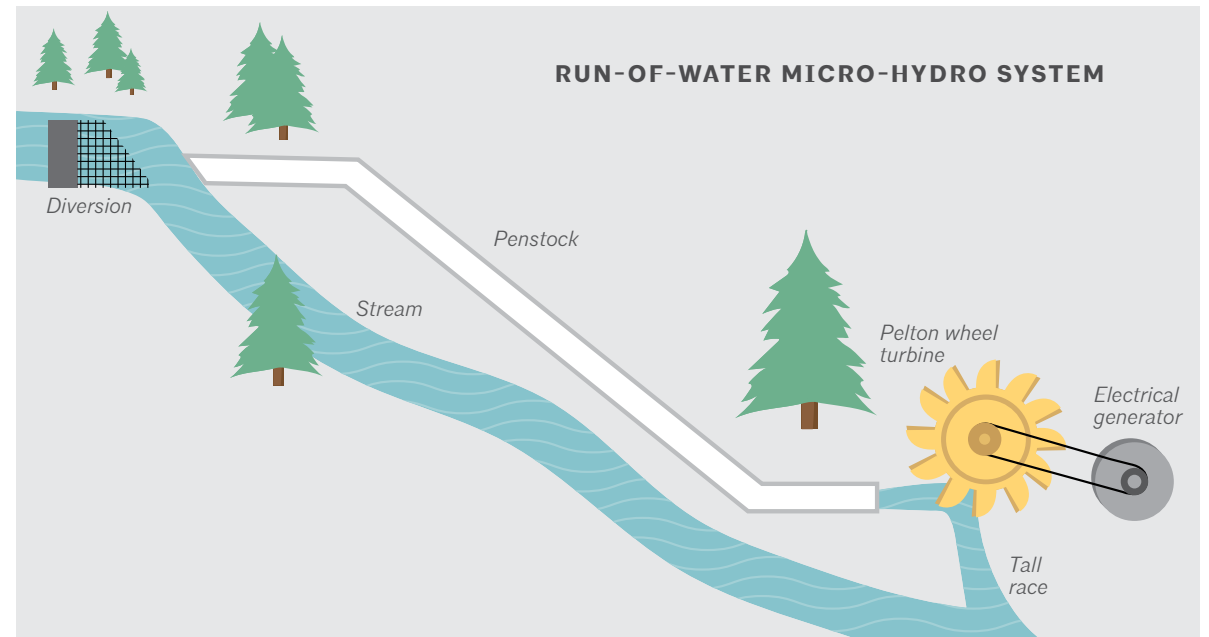 RUN-OF-WATER MICRO-HYDRO SYSTEM
Diversion
Penstock
Stream
Pelton wheel
turbine
Electrical
generator
Tall
race